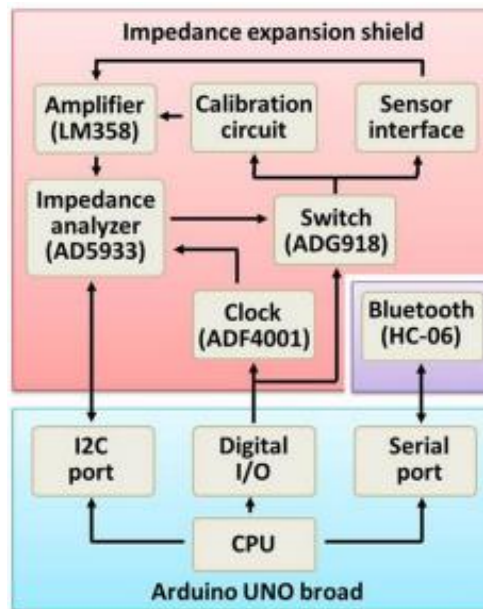 Impedance expansion shield
Amplifier
(LM358)
Calibration
circuit
Sensor
interface
Impedance
analyzer
(AD5933)
Switch
(ADG918)
Clock
(ADF4001)
Bluetooth
(HC-06)
I2C
port
Digital
I/O
Serial
port
CPU
Arduino UNO broad